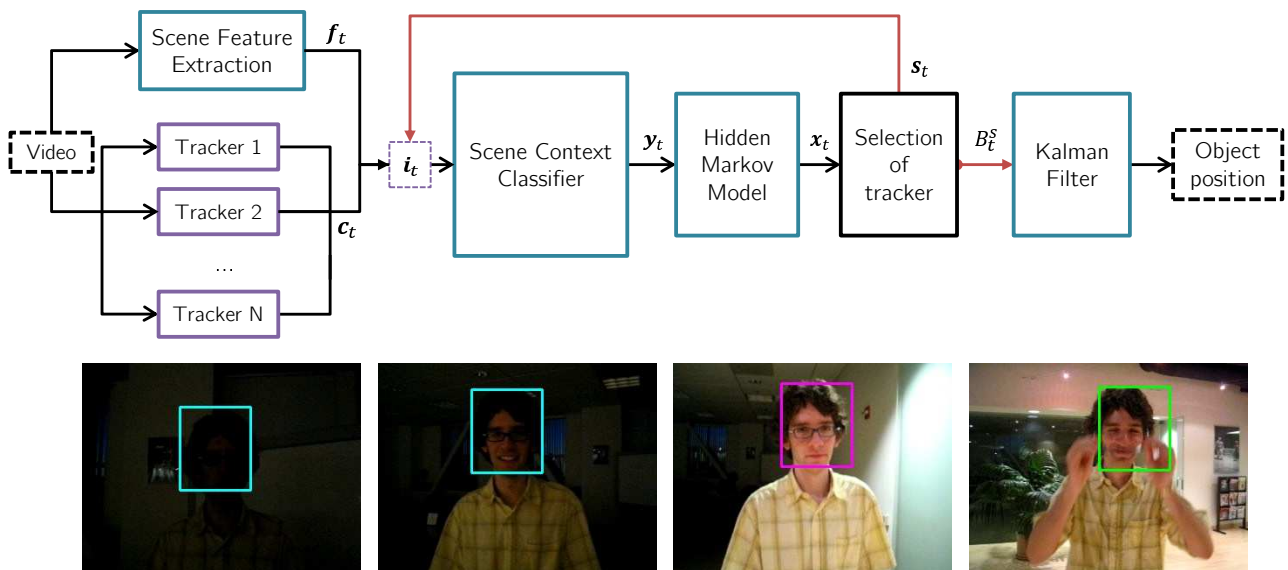 Scene Feature
Extraction
f_t
s_t
Video
Tracker 1
Tracker 2
...
Tracker N
c_t
i_t
Scene Context
Classifier
y_t
Hidden
Markov
Model
x_t
Selection
of
tracker
B_t^s
Kalman
Filter
Object
position